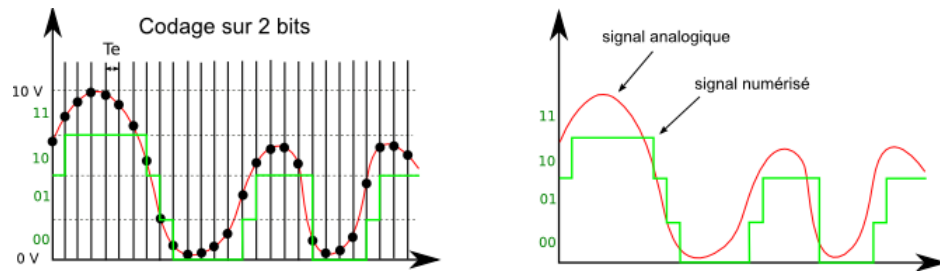 Codage sur 2 bits
Te
10 V
11
10
01
00
0 V
signal analogique
signal numérisé
11
10
01
00